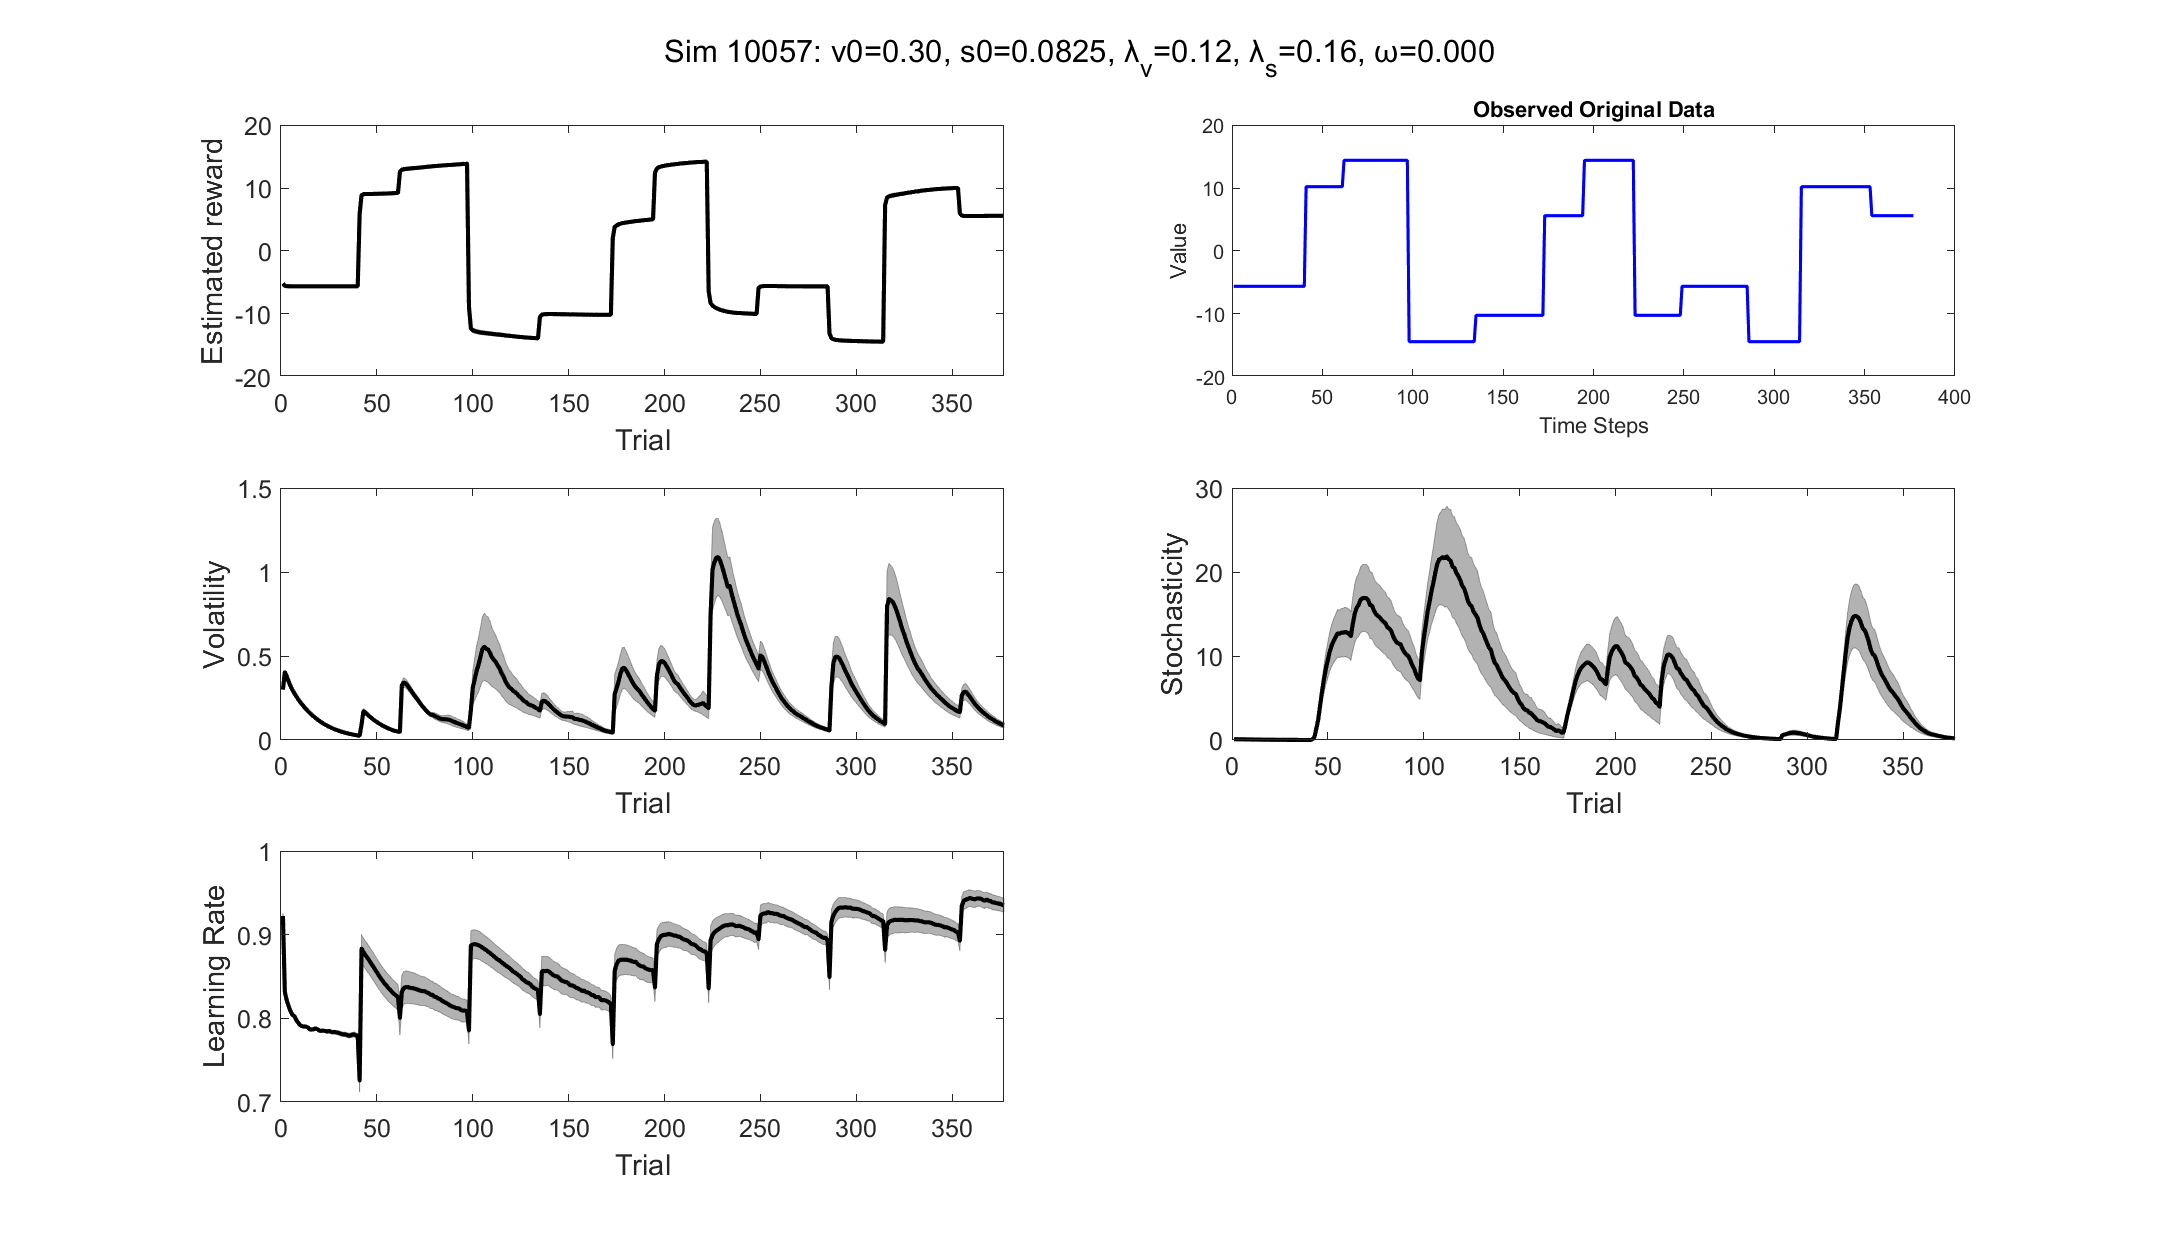 Sim 10057: v0=0.30, s0=0.0825, λv=0.12, λs=0.16, ω=0.000
Estimated reward
20
10
0
-10
-20
0 50 100 150 200 250 300 350
Trial
Observed Original Data
Value
20
10
0
-10
-20
0 50 100 150 200 250 300 350 400
Time Steps
Volatility
1.5
1
0.5
0
0 50 100 150 200 250 300 350
Trial
Stochasticity
30
20
10
0
0 50 100 150 200 250 300 350
Trial
Learning Rate
1
0.9
0.8
0.7
0 50 100 150 200 250 300 350
Trial